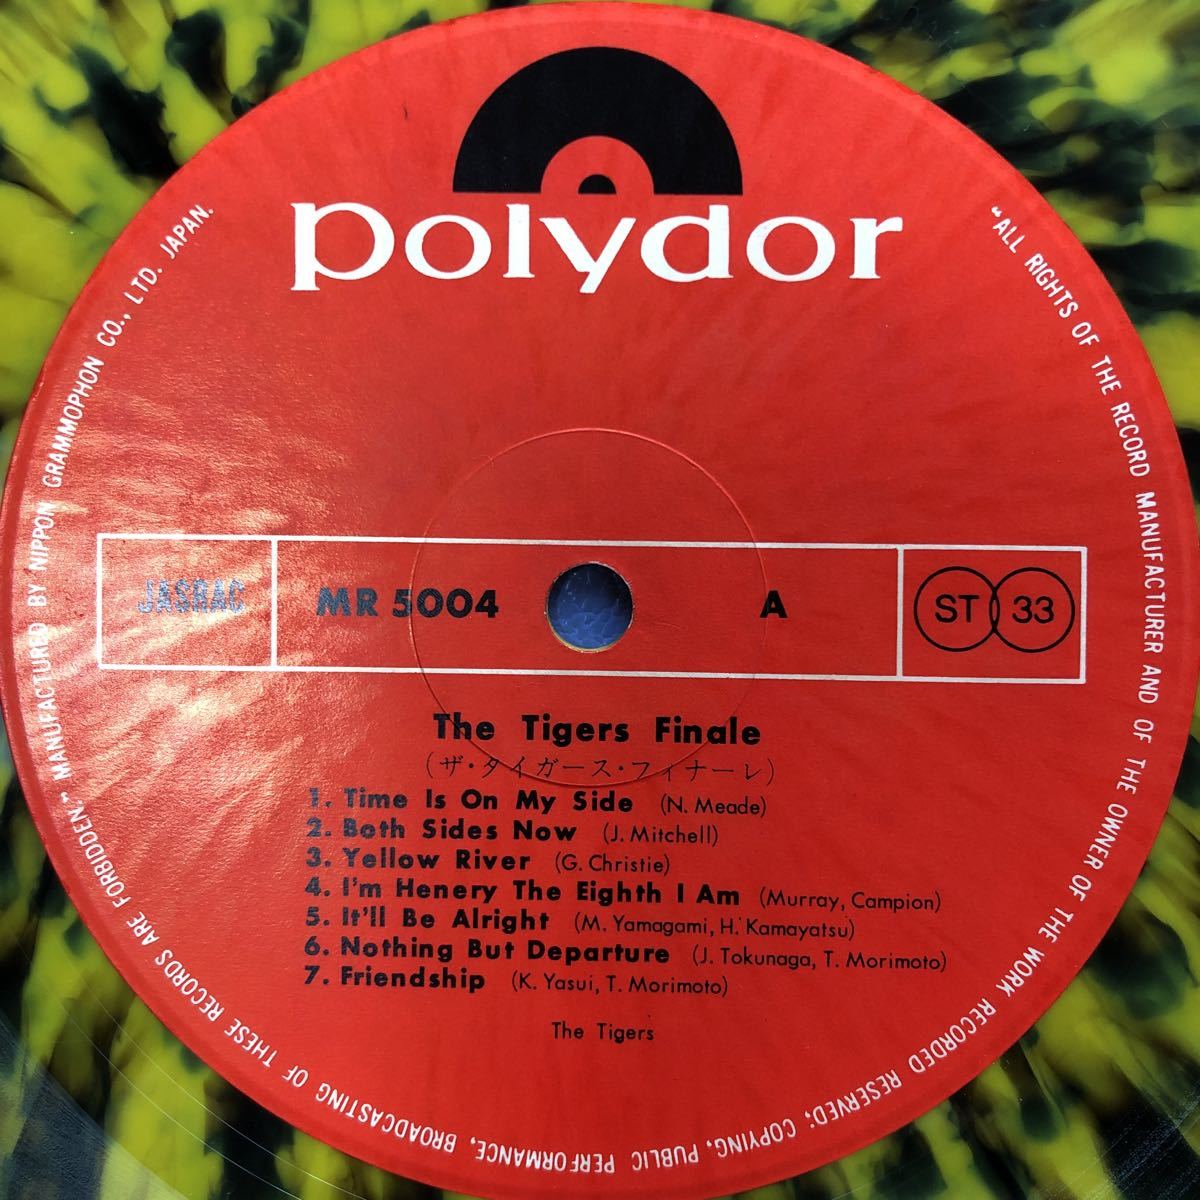 polydor
"ALL RIGHTS OF THE RECORD MANUFACTURER AND OF THE OWNER OF THE WORK RECORDED RESERVED; COPYING, PUBLIC PERFORMANCE, BROADCASTING OF THESE RECORDS ARE FORBIDDEN." MANUFACTURED BY NIPPON GRAMMOPHON CO., LTD. JAPAN.
JASRAC MR 5004 A ST 33
The Tigers Finale
(ザ・タイガース・フィナーレ)
1. Time Is On My Side (N. Meade)
2. Both Sides Now (J. Mitchell)
3. Yellow River (G. Christie)
4. I'm Henery The Eighth I Am (Murray, Campion)
5. It'll Be Alright (M. Yamagami, H. Kamayatsu)
6. Nothing But Departure (J. Tokunaga, T. Morimoto)
7. Friendship (K. Yasui, T. Morimoto)
The Tigers